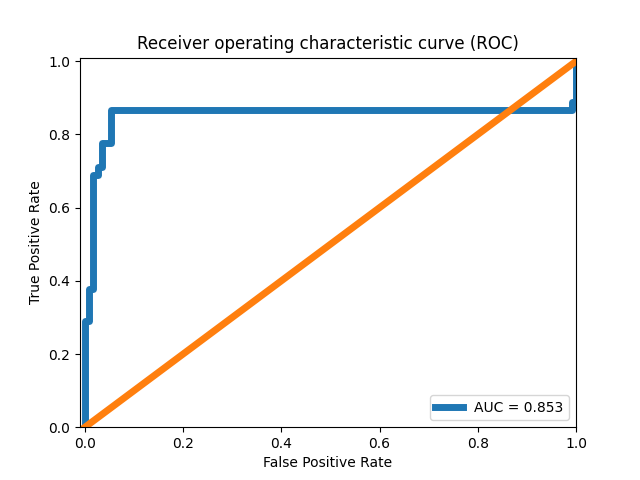 Receiver operating characteristic curve (ROC)
True Positive Rate
1.0
0.8
0.6
0.4
0.2
0.0
0.0 0.2 0.4 0.6 0.8 1.0
False Positive Rate
AUC = 0.853